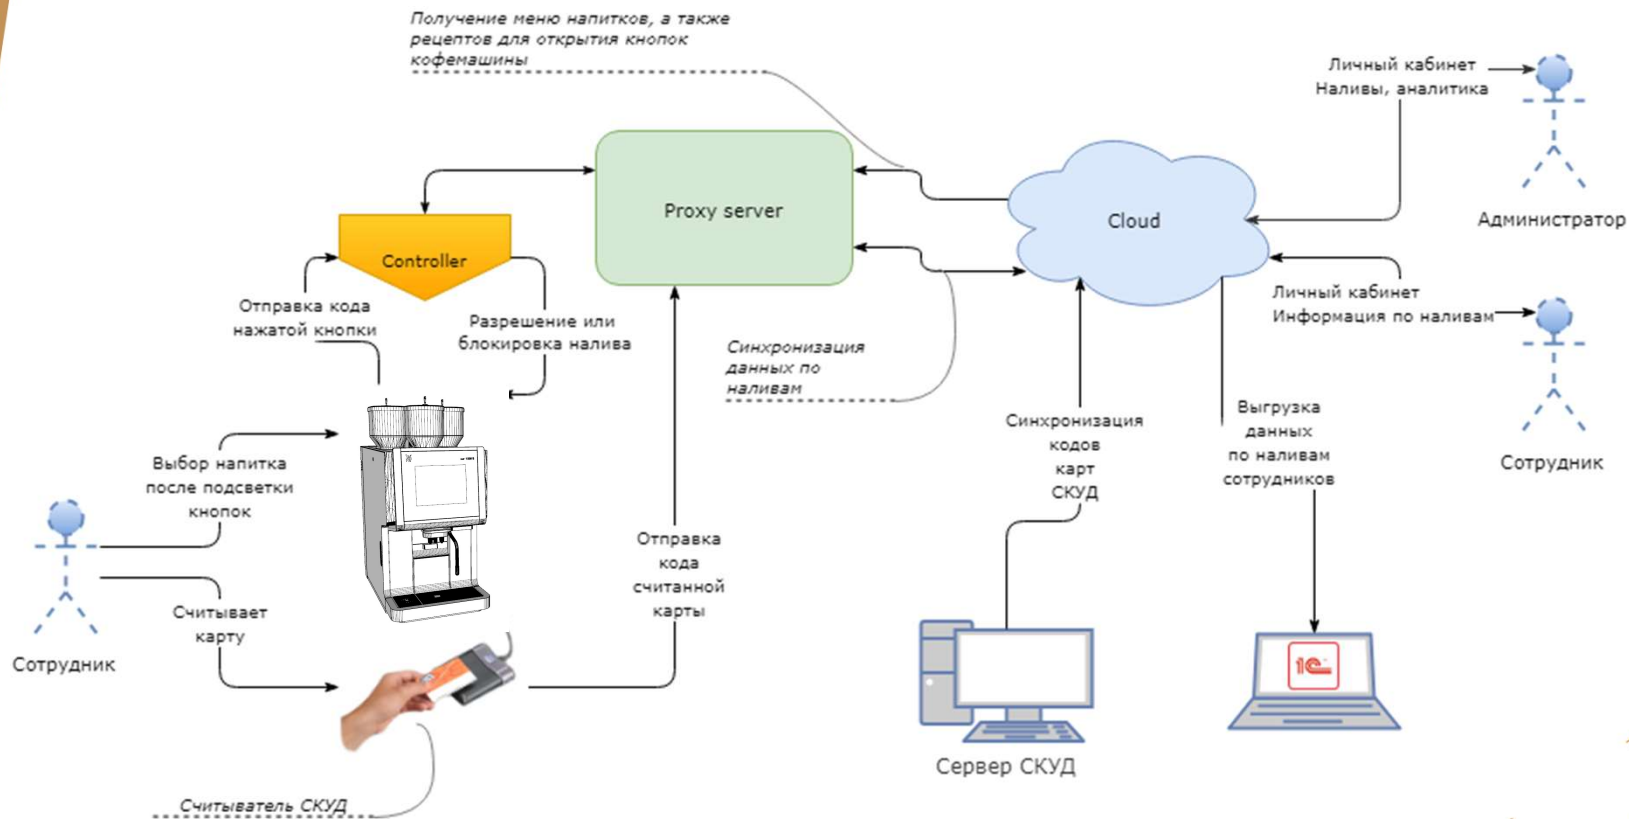 Получение меню напитков, а также
рецептов для открытия кнопок
кофемашины
Личный кабинет
Наливы, аналитика
Администратор
Proxy server
Cloud
Controller
Отправка кода
нажатой кнопки
Разрешение или
блокировка налива
Синхронизация
данных по
наливам
Личный кабинет
Информация по наливам
Сотрудник
Выбор напитка
после подсветки
кнопок
Синхронизация
кодов
карт
СКУД
Выгрузка
данных
по наливам
сотрудников
Отправка
кода
считанной
карты
Считывает
карту
Сотрудник
1С
Сервер СКУД
Считыватель СКУД